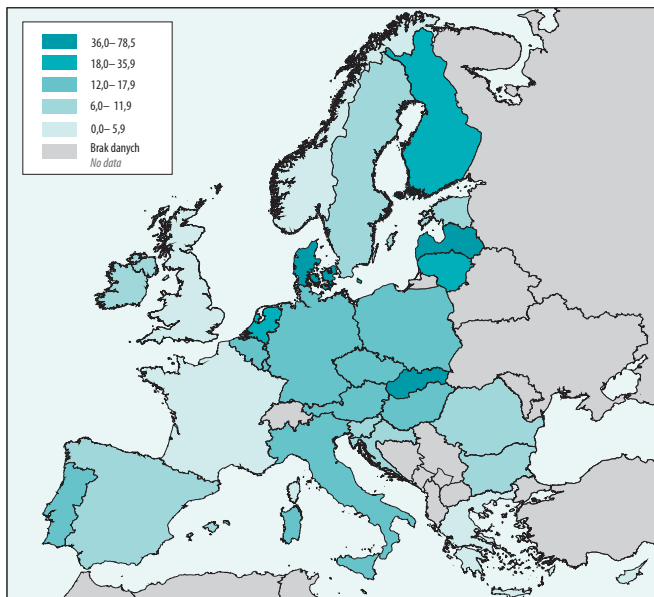 36,0– 78,5
18,0– 35,9
12,0– 17,9
6,0– 11,9
0,0– 5,9
Brak danych
No data